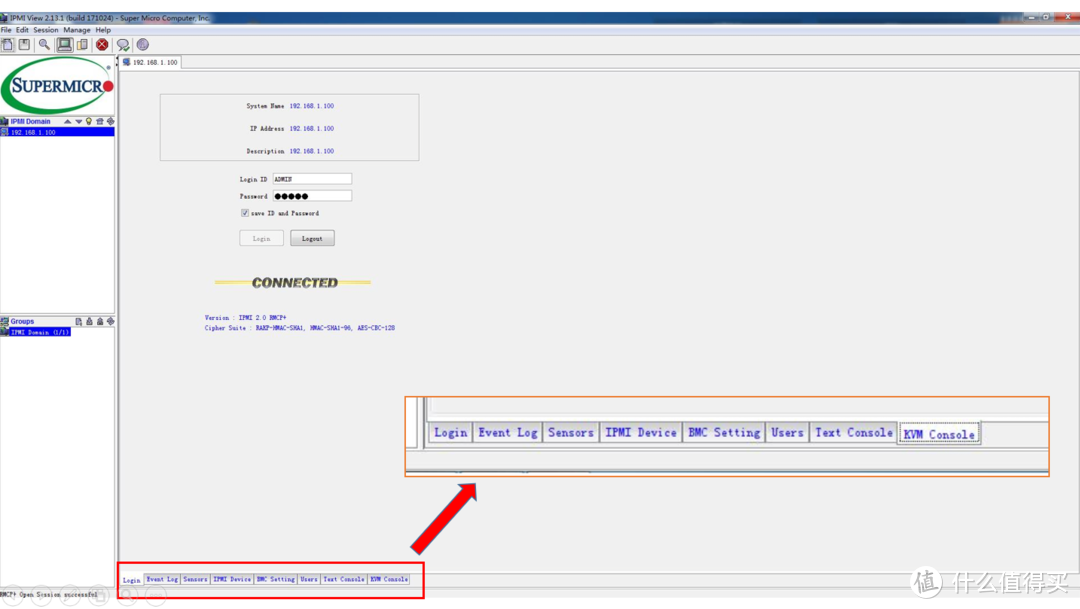 IPMI View 2.13.1 (build 171024) - Super Micro Computer, Inc.
File Edit Session Manage Help
SUPERMICR
192.168.1.100
IPMI Domain
192.168.1.100
System Name 192.168.1.100
IP Address 192.168.1.100
Description 192.168.1.100
Login ID ADMIN
Password ●●●●●
save ID and Password
Login Logout
CONNECTED
Version : IPMI 2.0 RMCP+
Cipher Suite : RAKP-HMAC-SHA1, HMAC-SHA1-96, AES-CBC-128
Groups
IPMI Domain (1/1)
Login Event Log Sensors IPMI Device BMC Setting Users Text Console KVM Console
Login Event Log Sensors IPMI Device BMC Setting Users Text Console KVM Console
RMCP+ Open Session successful
值 什么值得买